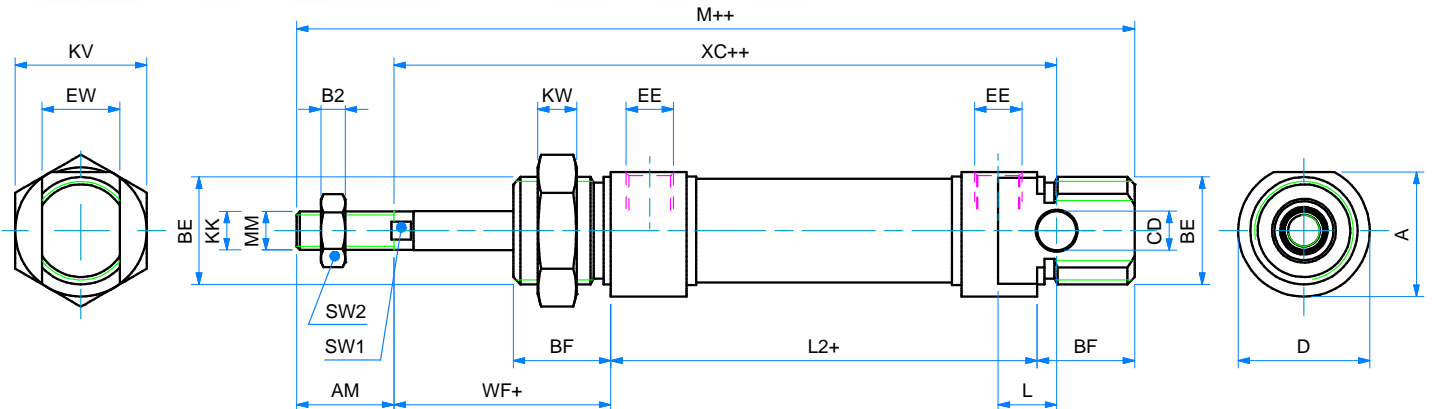 M++
KV
XC++
EW
B2
KW
EE
EE
BE
KK
MM
CD
BE
A
SW2
SW1
BF
L2+
BF
D
AM
WF+
L